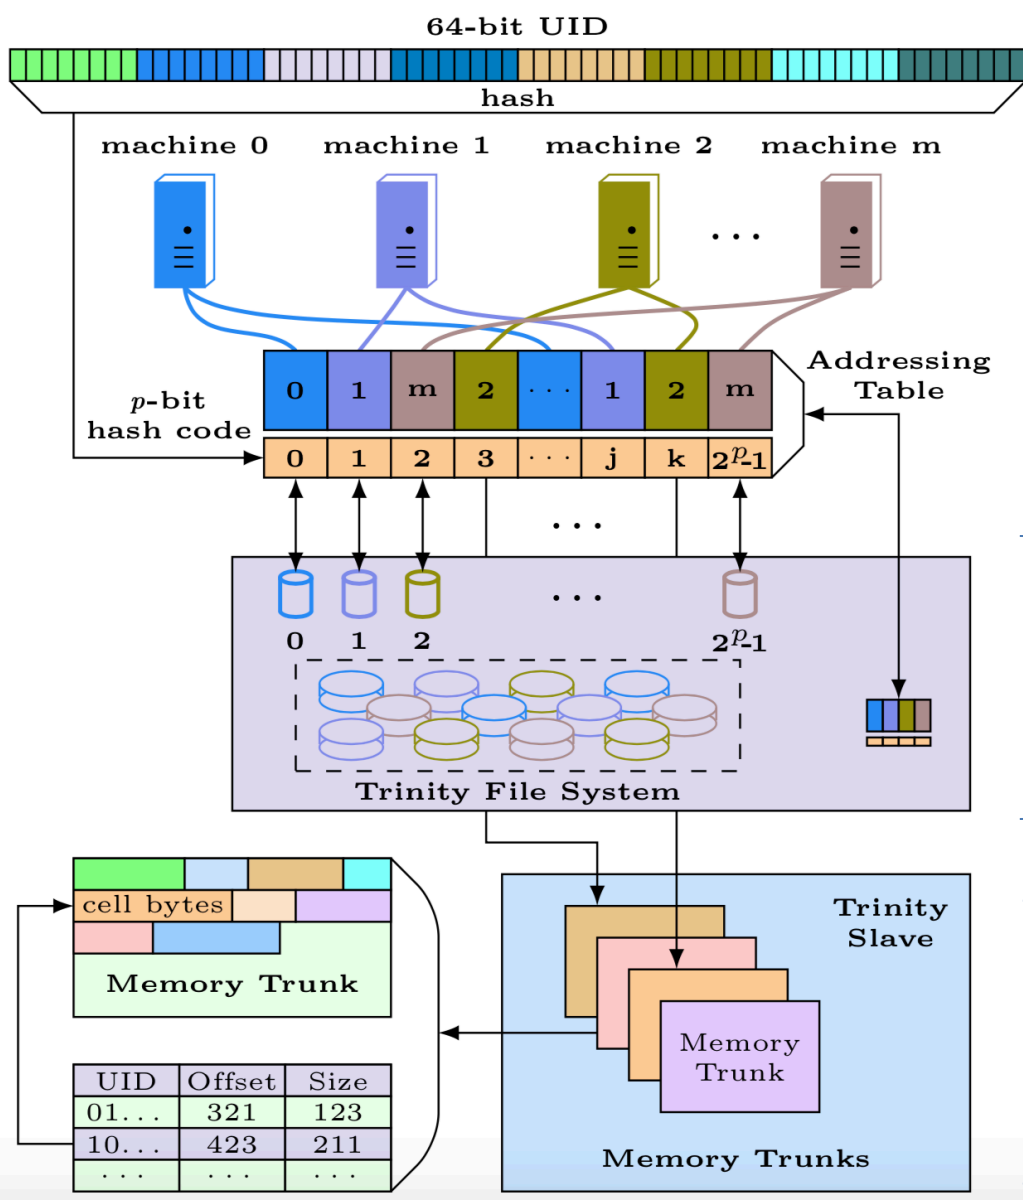 64-bit UID
hash
machine 0 machine 1 machine 2 machine m
...
0 1 m 2 ... 1 2 m
Addressing
Table
p-bit
hash code
0 1 2 3 ... j k 2^p-1
...
...
0 1 2 2^p-1
Trinity File System
cell bytes
Memory Trunk
Trinity
Slave
Memory
Trunk
Memory Trunks
UID Offset Size
01... 321 123
10... 423 211
... ... ...